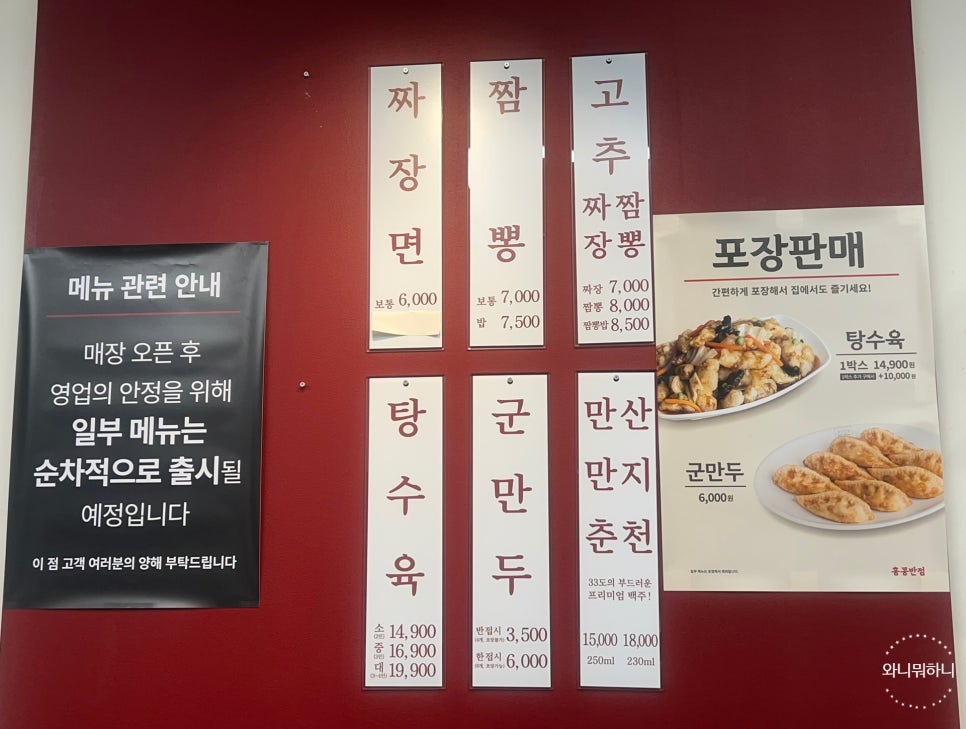 메뉴 관련 안내
매장 오픈 후
영업의 안정을 위해
일부 메뉴는
순차적으로 출시될
예정입니다
이 점 고객 여러분의 양해 부탁드립니다
짜장면
보통 6,000
짬뽕
보통 7,000
밥 7,500
고추
짜장 짬뽕
짜장 7,000
짬뽕 8,000
짬뽕밥 8,500
탕수육
소 14,900
중 16,900
대 19,900
군만두
반접시 3,500
한접시 6,000
만만춘 산지천
33도의 부드러운
프리미엄 백주!
15,000 18,000
250ml 230ml
포장판매
간편하게 포장해서 집에서도 즐기세요!
탕수육
1박스 14,900원
+10,000원
군만두
6,000원
홍콩반점
와니뭐하니